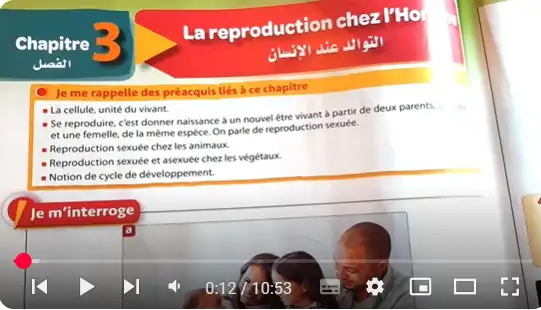 Chapitre 3
الفصل
La reproduction chez l'Ho
التوالد عند الإنسان
Je me rappelle des préacquis liés à ce chapitre
La cellule, unité du vivant.
Se reproduire, c'est donner naissance à un nouvel être vivant à partir de deux parents,
et une femelle, de la même espèce. On parle de reproduction sexuée.
Reproduction sexuée chez les animaux.
Reproduction sexuée et asexuée chez les végétaux.
Notion de cycle de développement.
Je m'interroge
a
0:12 / 10:53